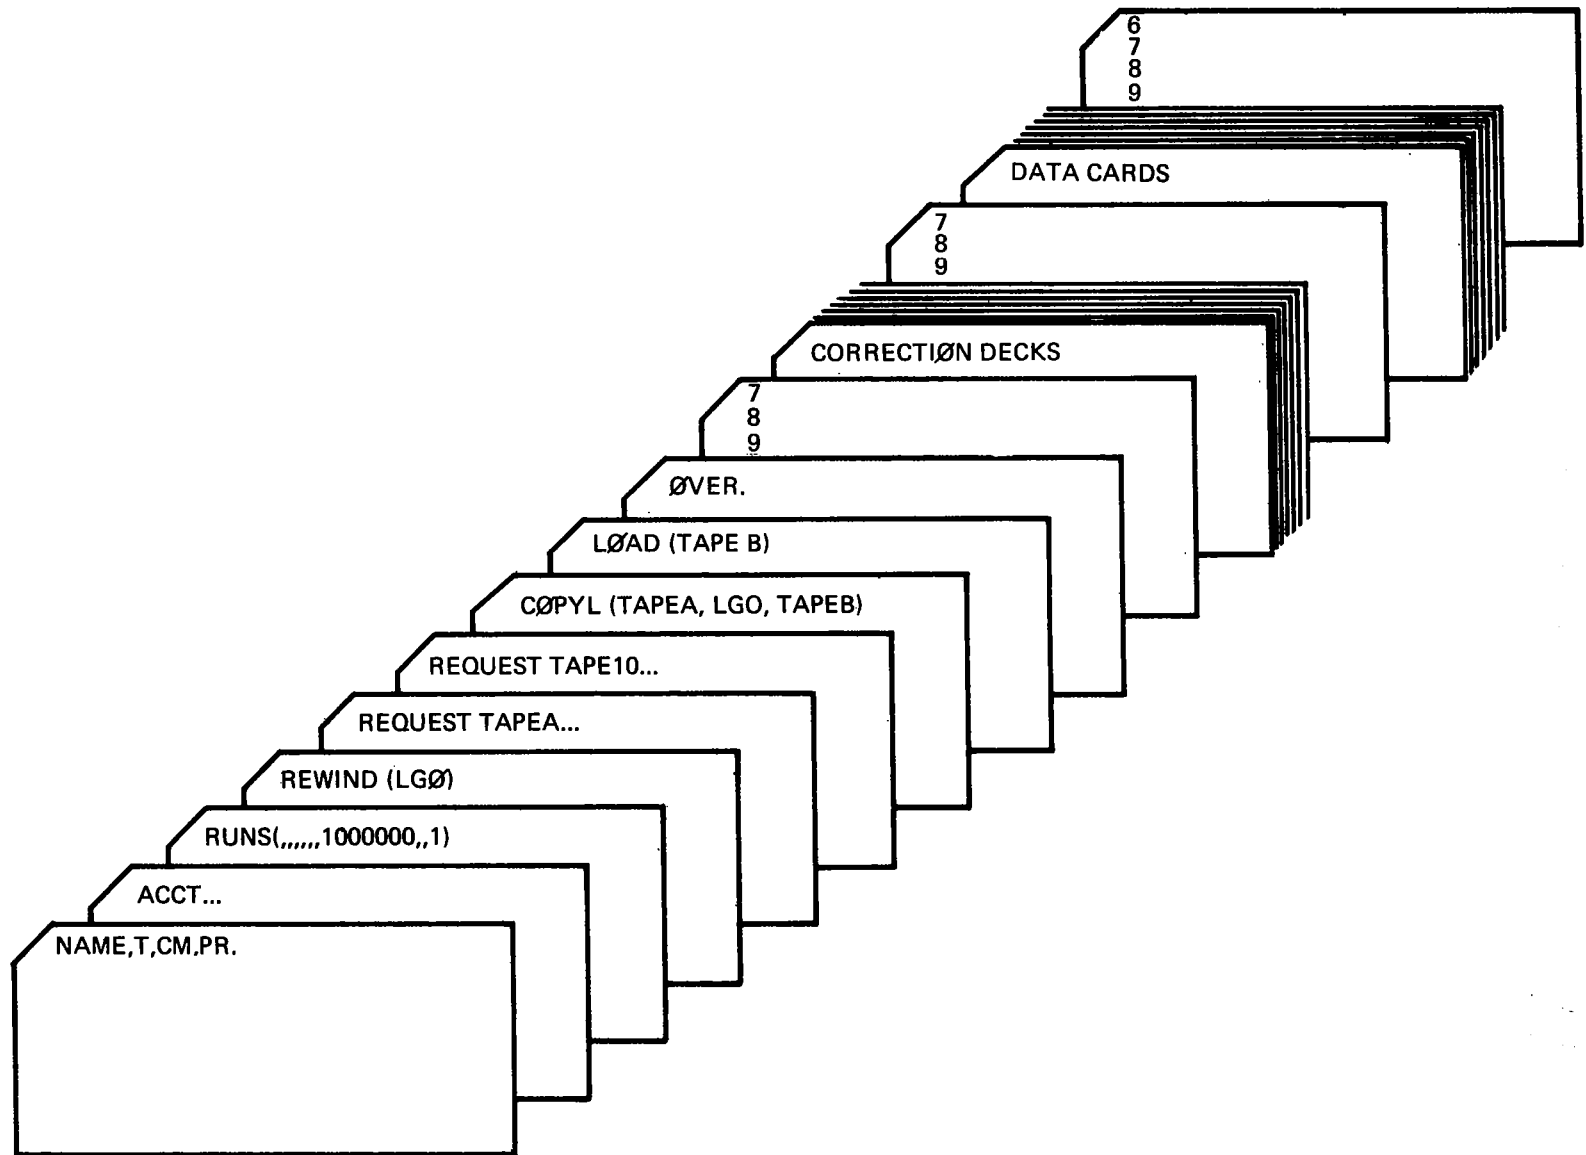 6
7
8
9
DATA CARDS
7
8
9
CORRECTIØN DECKS
7
8
9
ØVER.
LØAD (TAPE B)
CØPYL (TAPEA, LGO, TAPEB)
REQUEST TAPE10...
REQUEST TAPEA...
REWIND (LGØ)
RUNS(,,,,,,1000000,,1)
ACCT...
NAME,T,CM,PR.